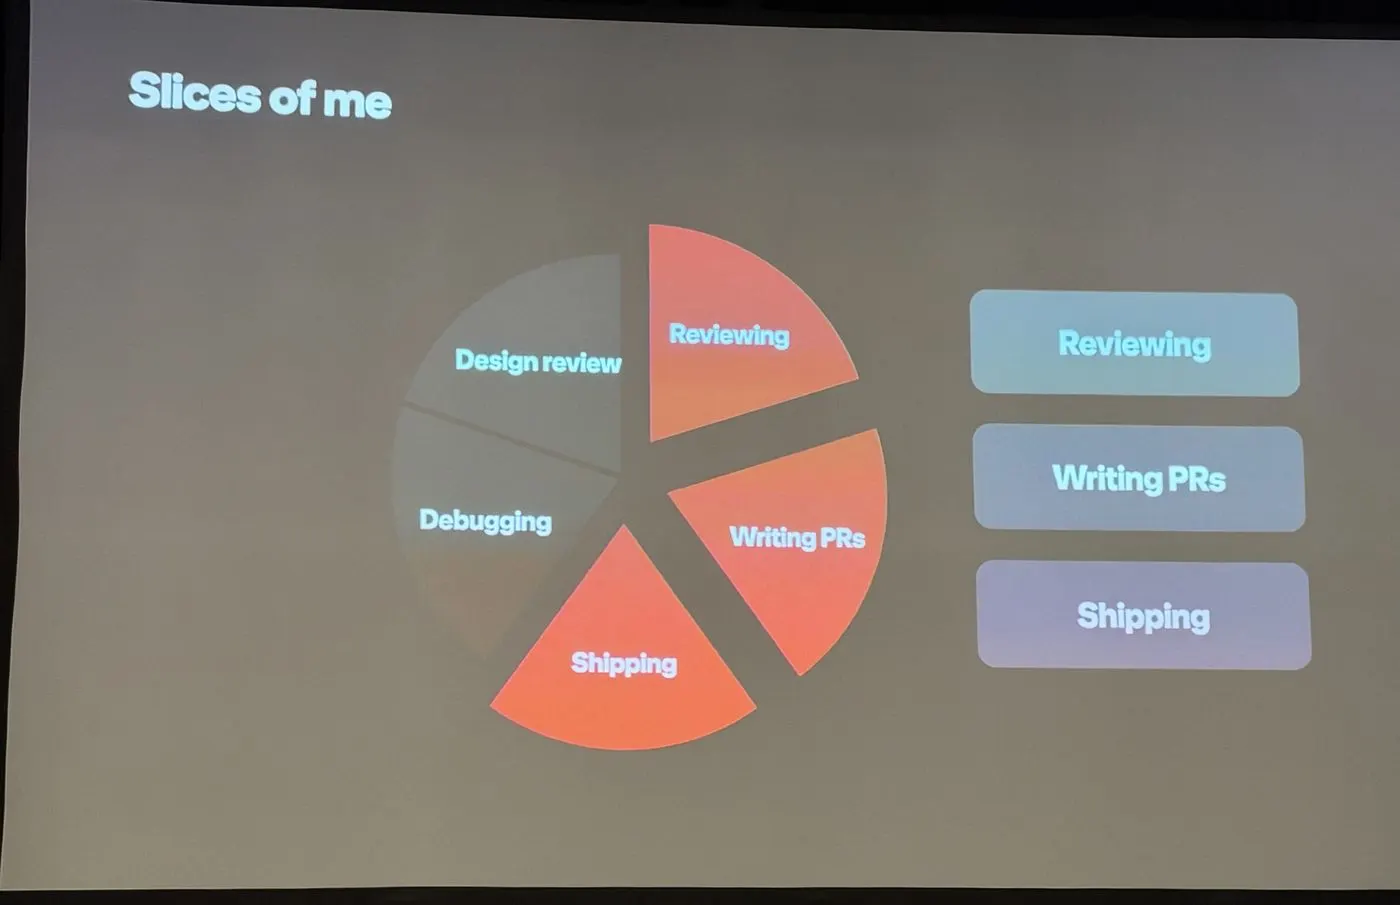 Slices of me
Reviewing
Design review
Writing PRs
Debugging
Shipping
Reviewing
Writing PRs
Shipping